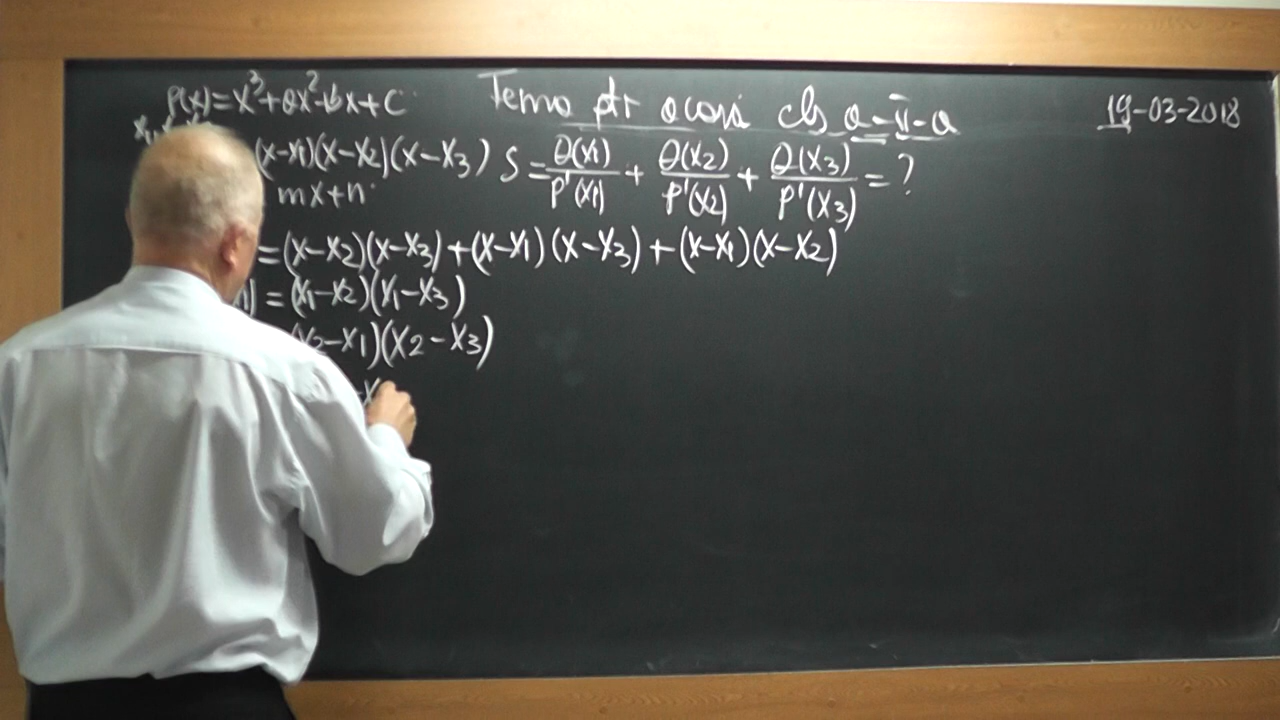 P(x)=x³+ax²+bx+c Temo ptr acasă cls a-V-a 19-03-2018
(x-x1)(x-x2)(x-x3) S=Q(x1)/P'(x1) + Q(x2)/P'(x2) + Q(x3)/P'(x3) = ?
mx+n
=(x-x2)(x-x3)+(x-x1)(x-x3)+(x-x1)(x-x2)
=(x1-x2)(x1-x3)
x2-x1)(x2-x3)